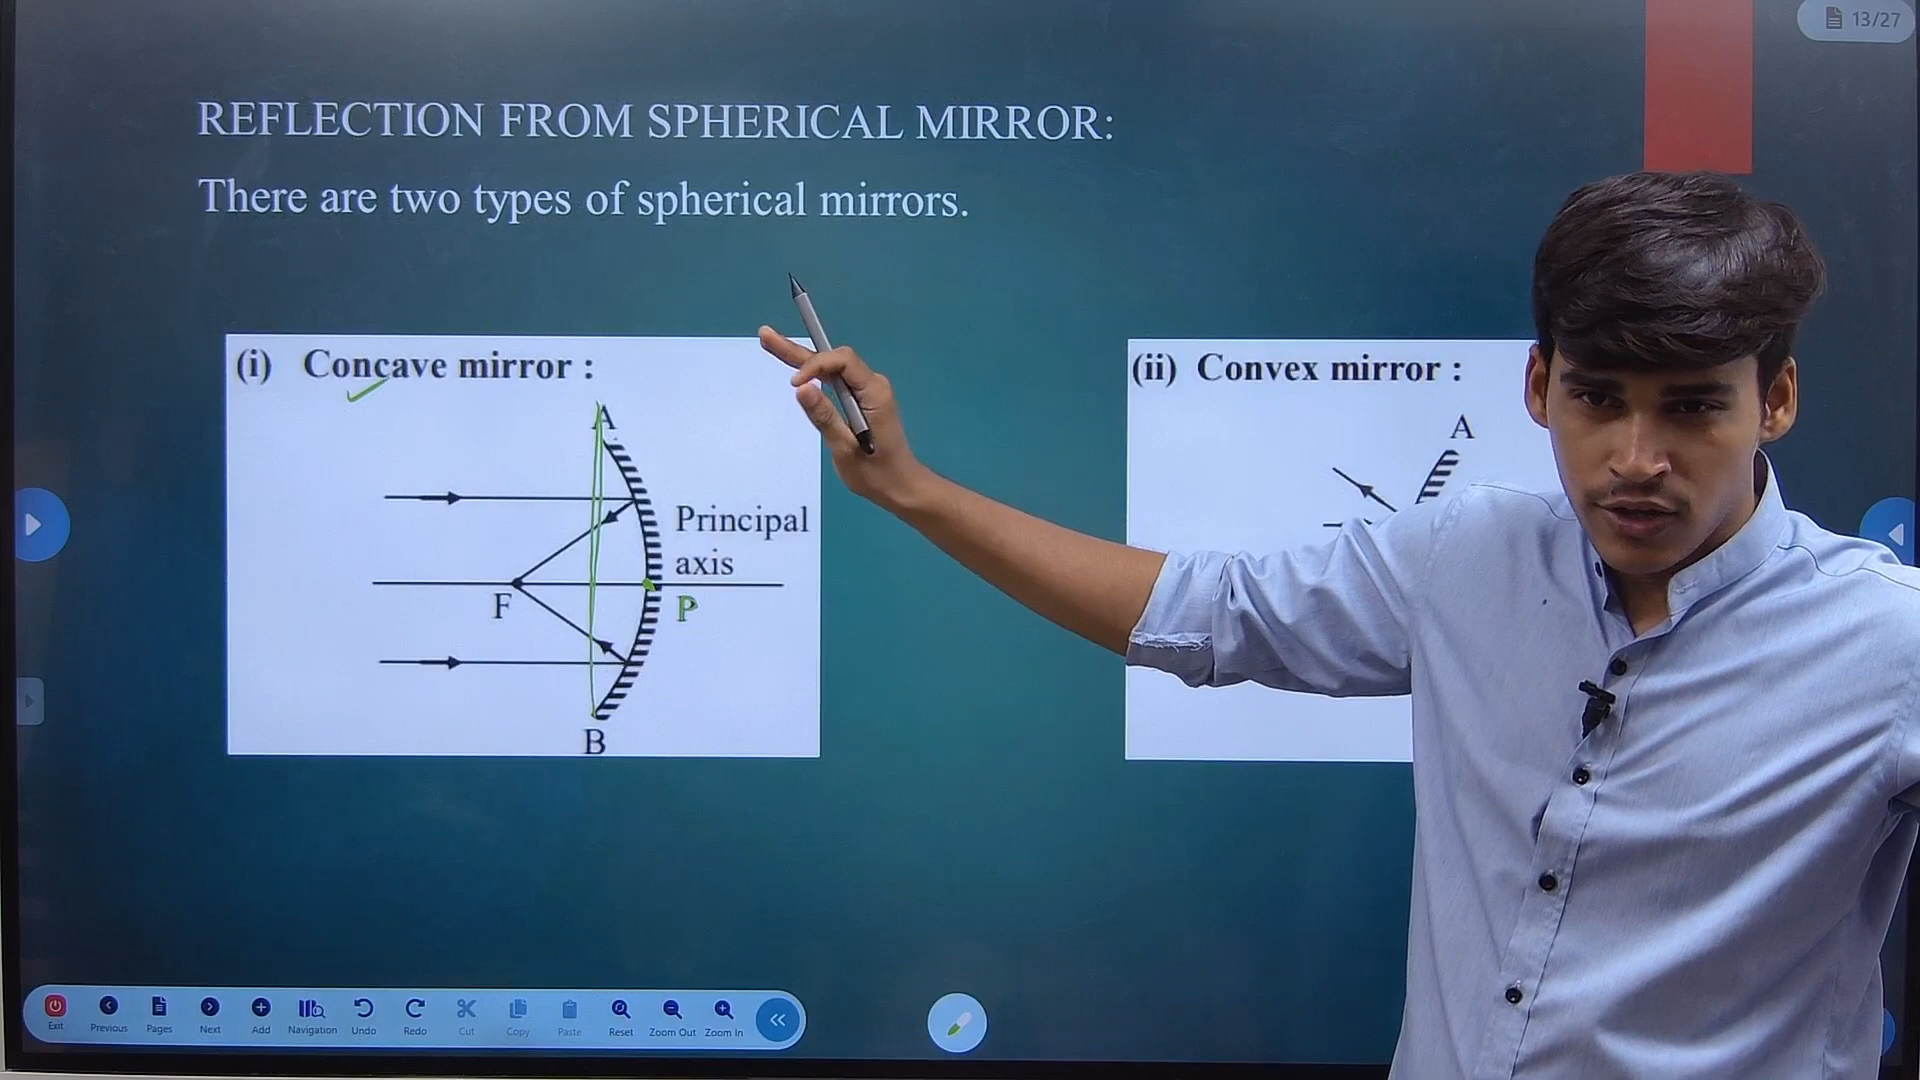 13/27
REFLECTION FROM SPHERICAL MIRROR:
There are two types of spherical mirrors.
(i) Concave mirror :
A
Principal
axis
F
P
B
(ii) Convex mirror :
A
Exit
Previous
Pages
Next
Add
Navigation
Undo
Redo
Cut
Copy
Paste
Reset
Zoom Out
Zoom In